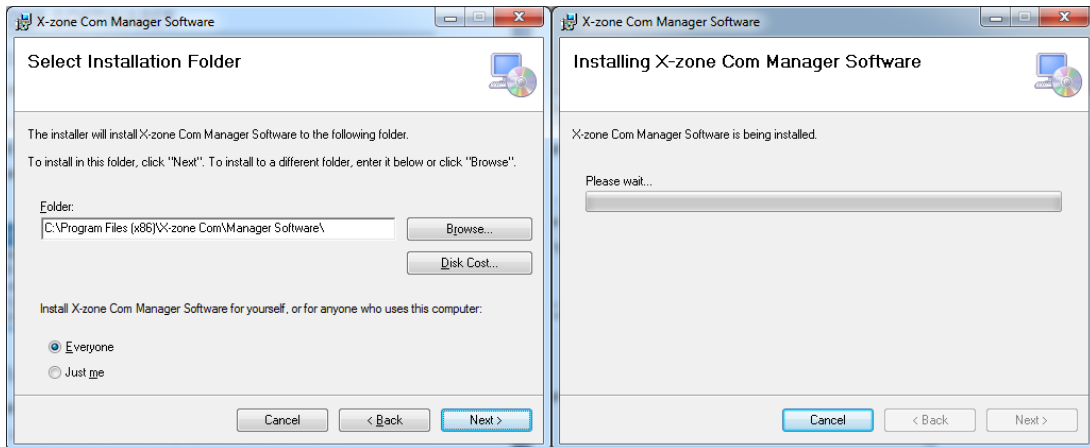 X-zone Com Manager Software
Select Installation Folder
The installer will install X-zone Com Manager Software to the following folder.
To install in this folder, click "Next". To install to a different folder, enter it below or click "Browse".
Folder:
C:\Program Files (x86)\X-zone Com\Manager Software\
Browse...
Disk Cost...
Install X-zone Com Manager Software for yourself, or for anyone who uses this computer:
Everyone
Just me
Cancel
< Back
Next >
X-zone Com Manager Software
Installing X-zone Com Manager Software
X-zone Com Manager Software is being installed.
Please wait...
Cancel
< Back
Next >